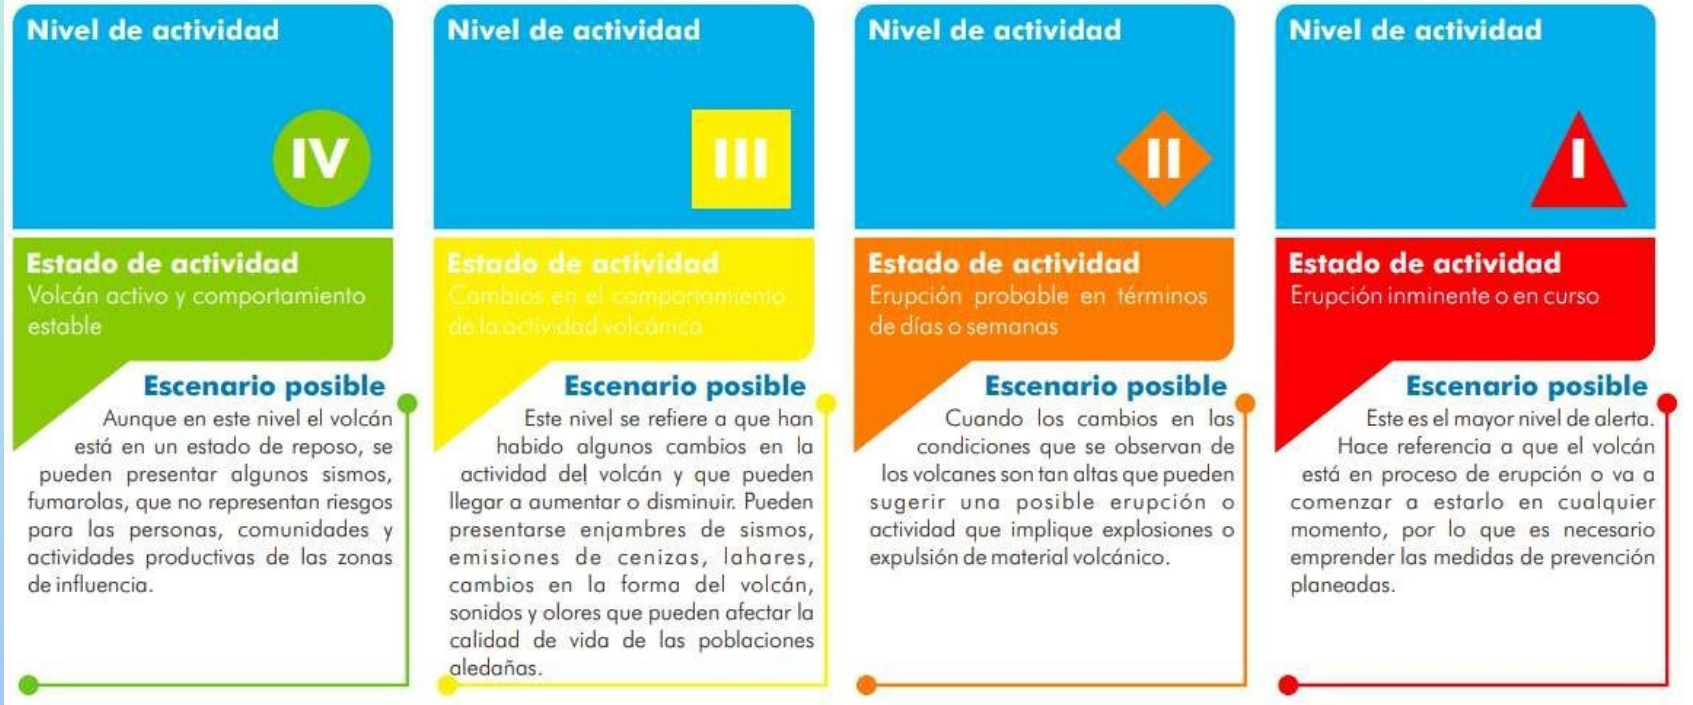 Nivel de actividad
IV
Estado de actividad
Volcán activo y comportamiento
estable
Escenario posible
Aunque en este nivel el volcán
está en un estado de reposo, se
pueden presentar algunos sismos,
fumarolas, que no representan riesgos
para las personas, comunidades y
actividades productivas de las zonas
de influencia.
Nivel de actividad
III
Estado de actividad
Cambios en el comportamiento
de la actividad volcánica
Escenario posible
Este nivel se refiere a que han
habido algunos cambios en la
actividad del volcán y que pueden
llegar a aumentar o disminuir. Pueden
presentarse enjambres de sismos,
emisiones de cenizas, lahares,
cambios en la forma del volcán,
sonidos y olores que pueden afectar la
calidad de vida de las poblaciones
aledañas.
Nivel de actividad
II
Estado de actividad
Erupción probable en términos
de días o semanas
Escenario posible
Cuando los cambios en las
condiciones que se observan de
los volcanes son tan altas que pueden
sugerir una posible erupción o
actividad que implique explosiones o
expulsión de material volcánico.
Nivel de actividad
I
Estado de actividad
Erupción inminente o en curso
Escenario posible
Este es el mayor nivel de alerta.
Hace referencia a que el volcán
está en proceso de erupción o va a
comenzar a estarlo en cualquier
momento, por lo que es necesario
emprender las medidas de prevención
planeadas.